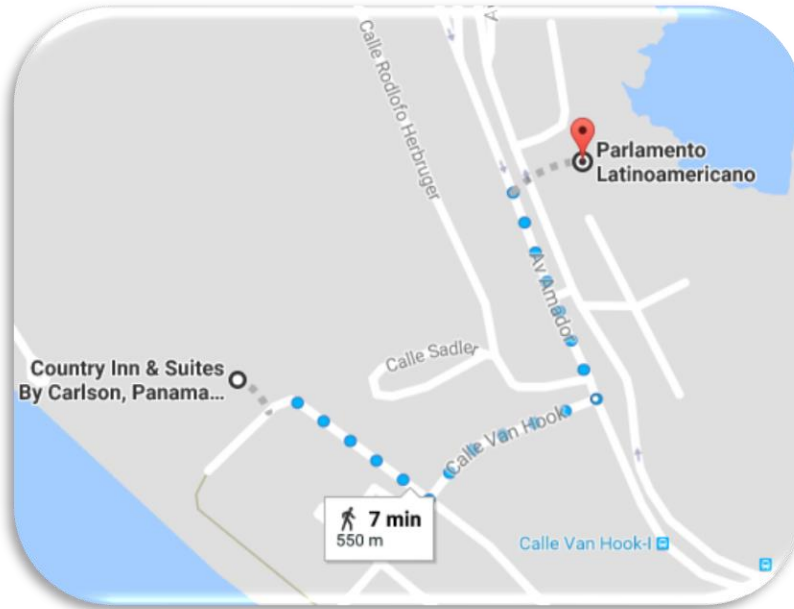 Calle Rodlofo Herbruger
Parlamento
Latinoamericano
Av Amador
Country Inn & Suites
By Carlson, Panama...
Calle Sadler
Calle Van Hook
7 min
550 m
Calle Van Hook-I